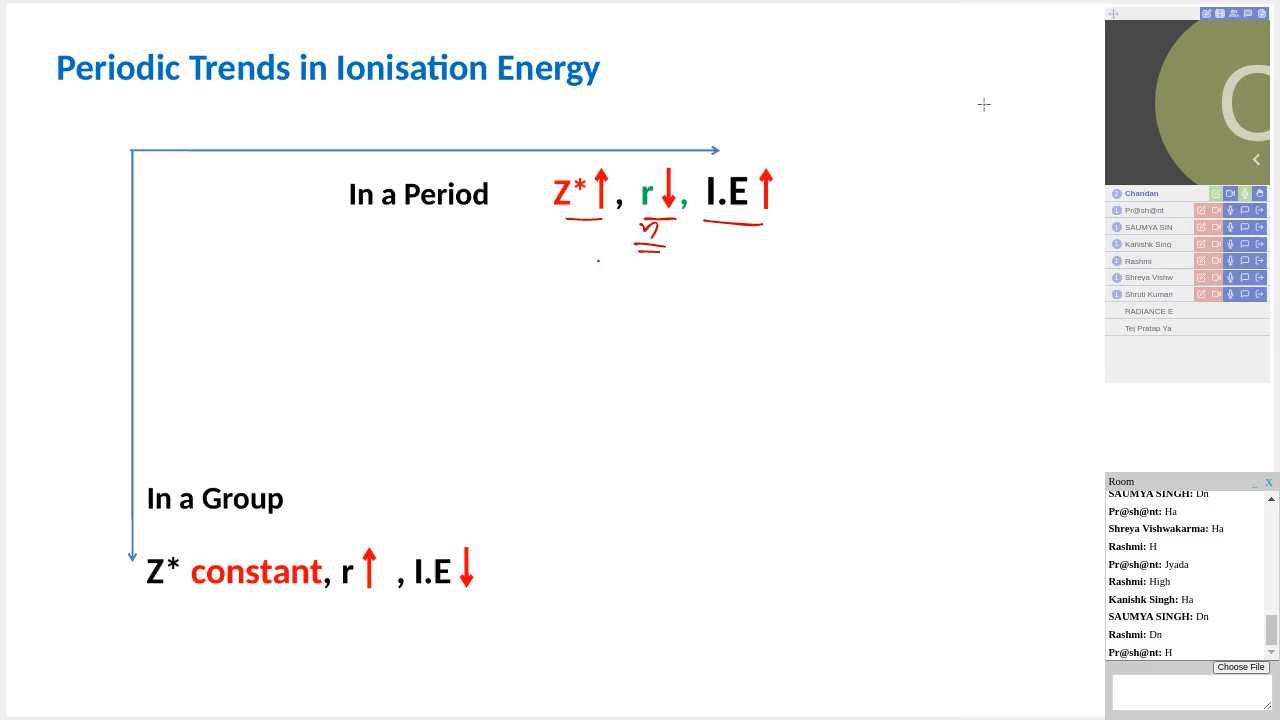 Periodic Trends in Ionisation Energy
In a Period Z*↑, r↓, I.E↑
n
In a Group
Z* constant, r↑ , I.E↓
C
Chandan
Pr@sh@nt
SAUMYA SIN
Kanishk Sing
Rashmi
Shreya Vishw
Shruti Kumari
RADIANCE E
Tej Pratap Ya
Room _ X
SAUMYA SINGH: Dn
Pr@sh@nt: Ha
Shreya Vishwakarma: Ha
Rashmi: H
Pr@sh@nt: Jyada
Rashmi: High
Kanishk Singh: Ha
SAUMYA SINGH: Dn
Rashmi: Dn
Pr@sh@nt: H
Choose File